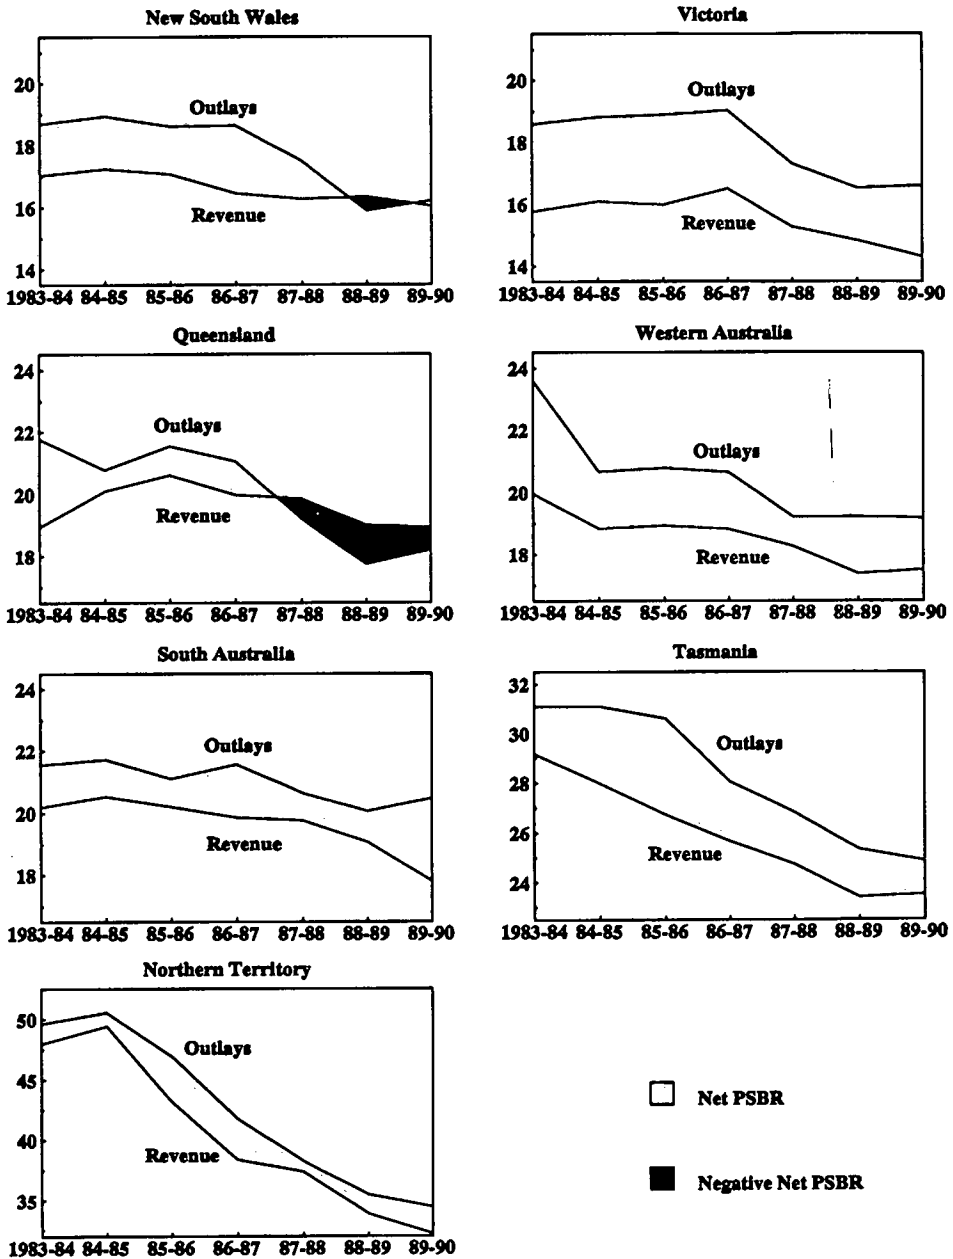 New South Wales
20
18
16
14
Outlays
Revenue
1983-84 84-85 85-86 86-87 87-88 88-89 89-90
Victoria
20
18
16
14
Outlays
Revenue
1983-84 84-85 85-86 86-87 87-88 88-89 89-90
Queensland
24
22
20
18
Outlays
Revenue
1983-84 84-85 85-86 86-87 87-88 88-89 89-90
Western Australia
24
22
20
18
Outlays
Revenue
1983-84 84-85 85-86 86-87 87-88 88-89 89-90
South Australia
24
22
20
18
Outlays
Revenue
1983-84 84-85 85-86 86-87 87-88 88-89 89-90
Tasmania
32
30
28
26
24
Outlays
Revenue
1983-84 84-85 85-86 86-87 87-88 88-89 89-90
Northern Territory
50
45
40
35
Outlays
Revenue
1983-84 84-85 85-86 86-87 87-88 88-89 89-90
Net PSBR
Negative Net PSBR